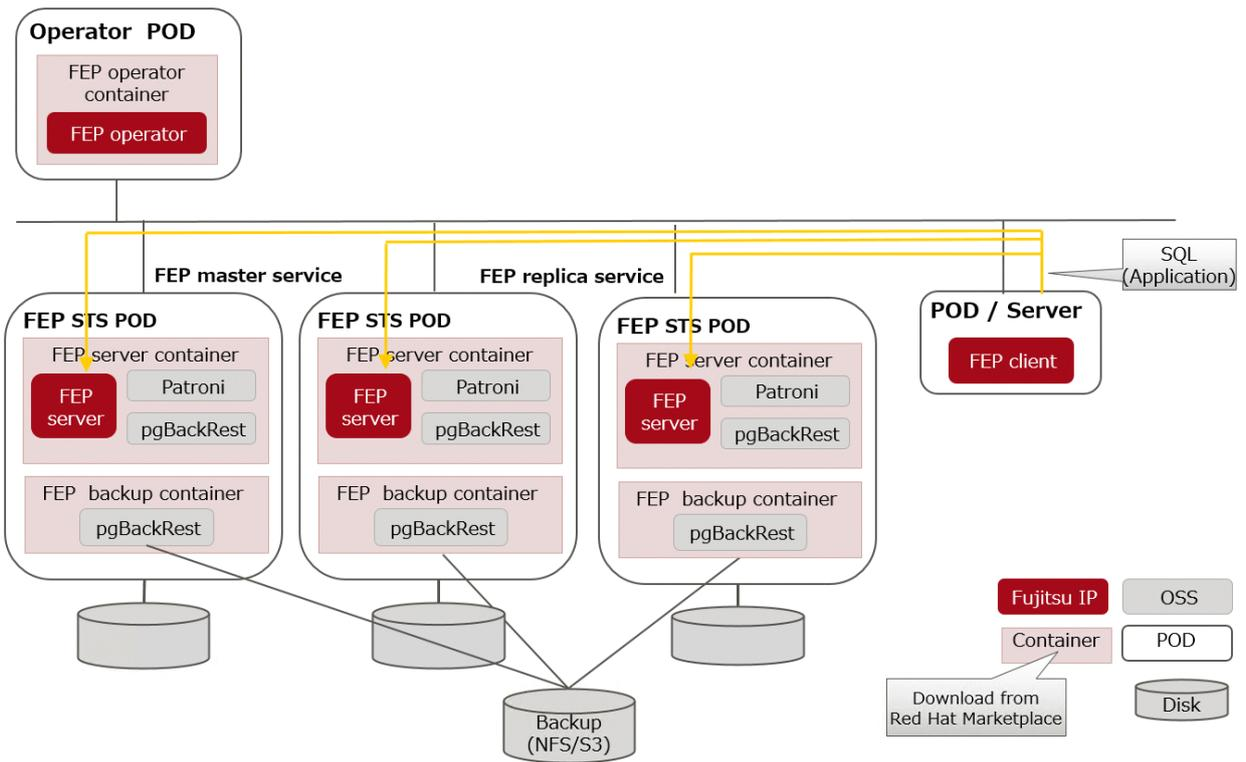 Operator POD
FEP operator
container
FEP operator
SQL
(Application)
FEP master service
FEP replica service
FEP STS POD
FEP server container
FEP
server
Patroni
pgBackRest
FEP backup container
pgBackRest
FEP STS POD
FEP server container
FEP
server
Patroni
pgBackRest
FEP backup container
pgBackRest
FEP STS POD
FEP server container
FEP
server
Patroni
pgBackRest
FEP backup container
pgBackRest
POD / Server
FEP client
Backup
(NFS/S3)
Fujitsu IP
OSS
Container
POD
Download from
Red Hat Marketplace
Disk